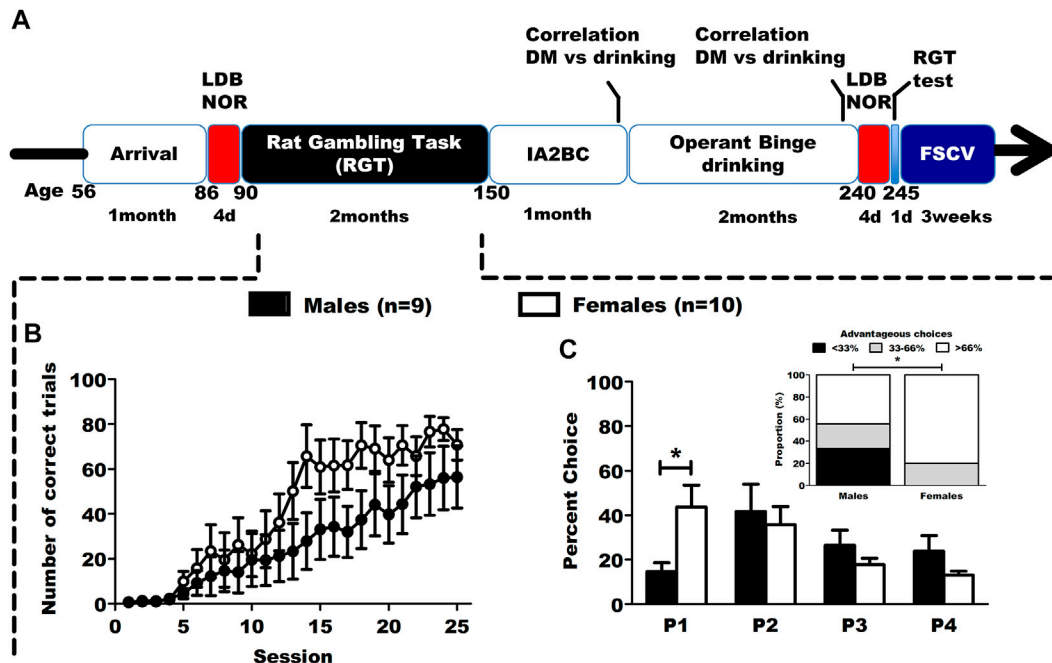 A
Correlation
DM vs drinking
Correlation
DM vs drinking
RGT
test
LDB
NOR
LDB
NOR
Arrival
Rat Gambling Task
(RGT)
IA2BC
Operant Binge
drinking
FSCV
Age 56
86
90
150
240
245
1month
4d
2months
1month
2months
4d
1d
3weeks
Males (n=9)
Females (n=10)
B
Number of correct trials
100
80
60
40
20
0
0
5
10
15
20
25
Session
C
Percent Choice
100
80
60
40
20
0
*
P1
P2
P3
P4
Advantageous choices
<33%
33-66%
>66%
*
Proportion (%)
100
80
60
40
20
0
Males
Females